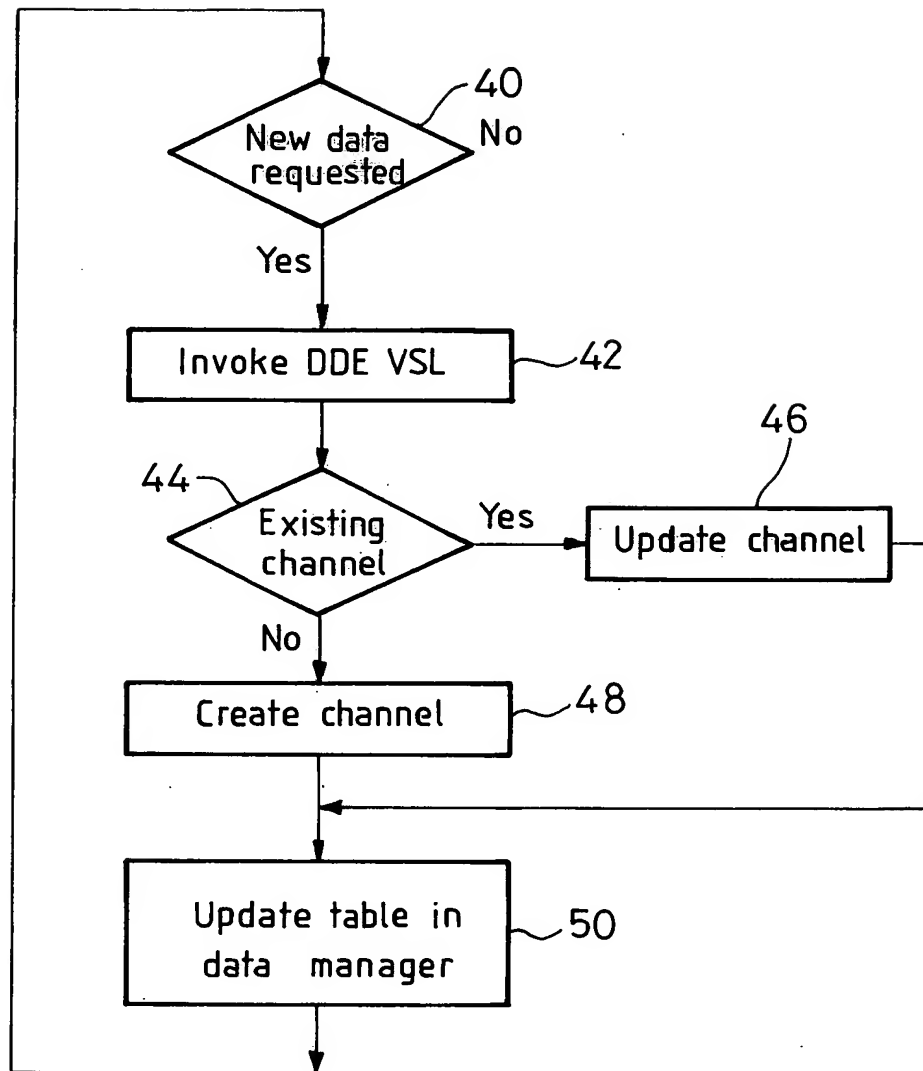 40
New data
requested
No
Yes
Invoke DDE VSL
42
46
44
Existing
channel
Yes
Update channel
No
Create channel
48
Update table in
data manager
50